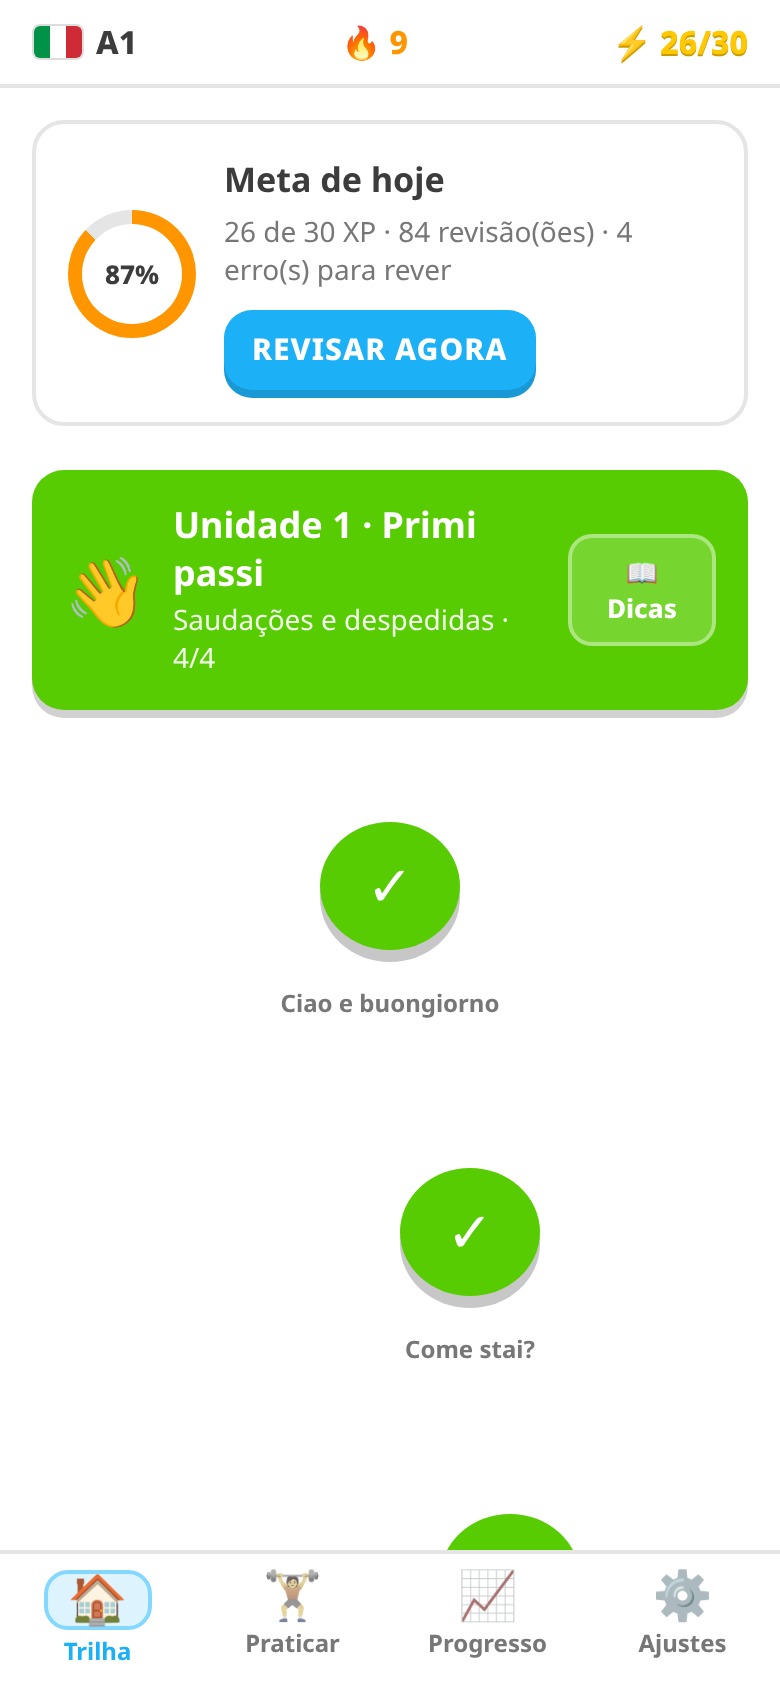 A1
9
26/30
Meta de hoje
26 de 30 XP · 84 revisão(ões) · 4
erro(s) para rever
87%
REVISAR AGORA
Unidade 1 · Primi
passi
Saudações e despedidas ·
4/4
Dicas
✓
Ciao e buongiorno
✓
Come stai?
Trilha
Praticar
Progresso
Ajustes